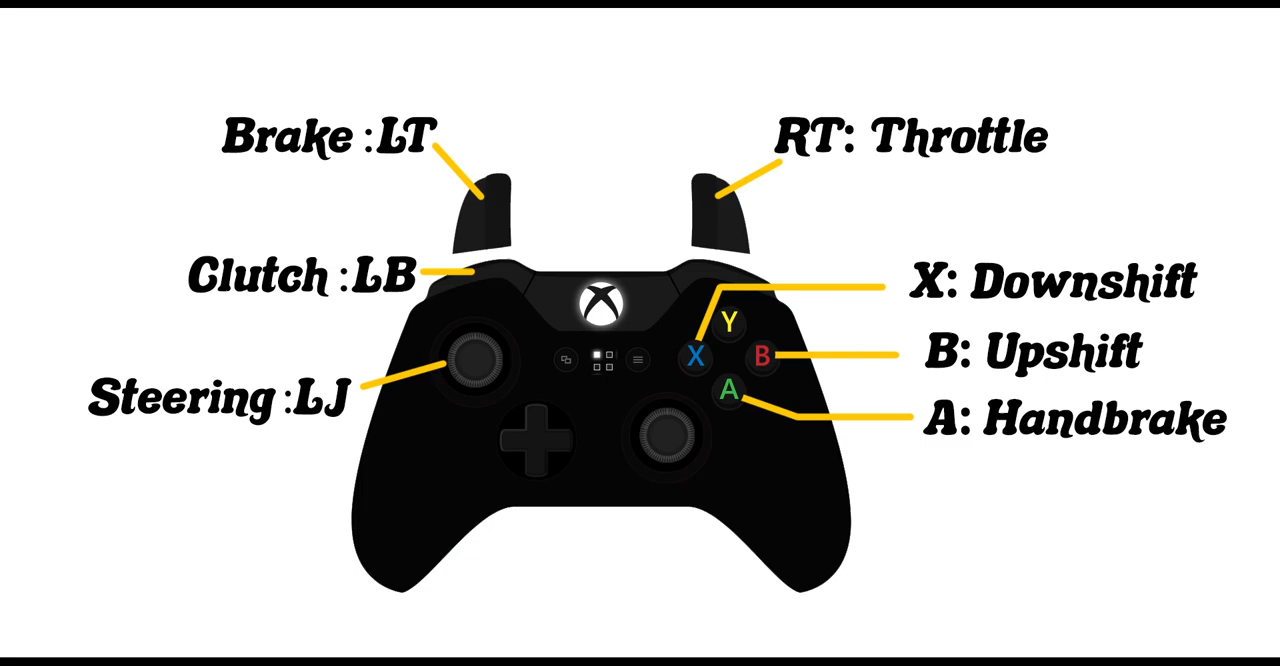 Brake :LT
RT: Throttle
Clutch :LB
X: Downshift
Y
X
B
B: Upshift
A
Steering :LJ
A: Handbrake